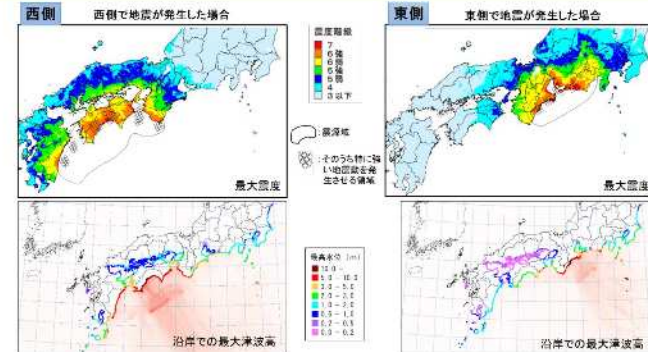 西側
西側で地震が発生した場合
東側
東側で地震が発生した場合
震度階級
7
6強
6弱
5強
5弱
4
3以下
:震源域
:そのうち特に強
い地震動を発
生させる領域
最大震度
最大震度
最高水位 (m)
10.0 -
5.0 - 10.0
3.0 - 5.0
2.0 - 3.0
1.0 - 2.0
0.5 - 1.0
0.2 - 0.5
0.0 - 0.2
沿岸での最大津波高
沿岸での最大津波高